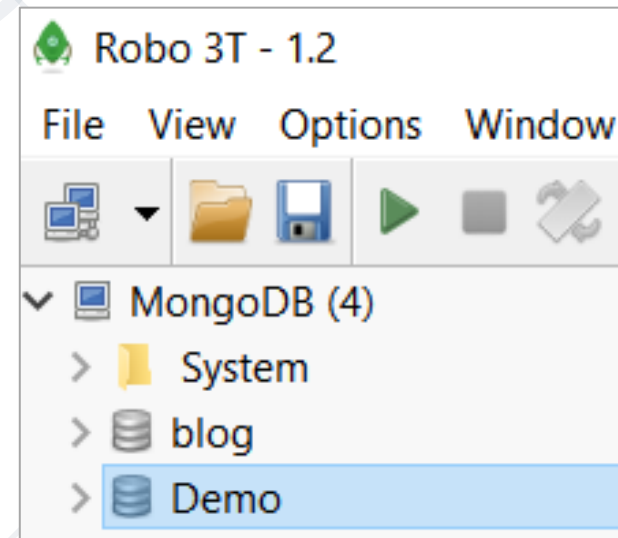 Robo 3T - 1.2
File View Options Window
MongoDB (4)
System
blog
Demo